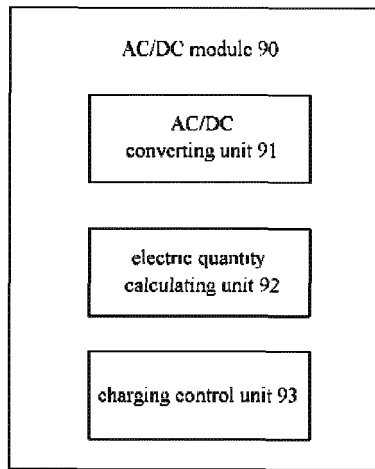 AC/DC module 90
AC/DC
converting unit 91
electric quantity
calculating unit 92
charging control unit 93